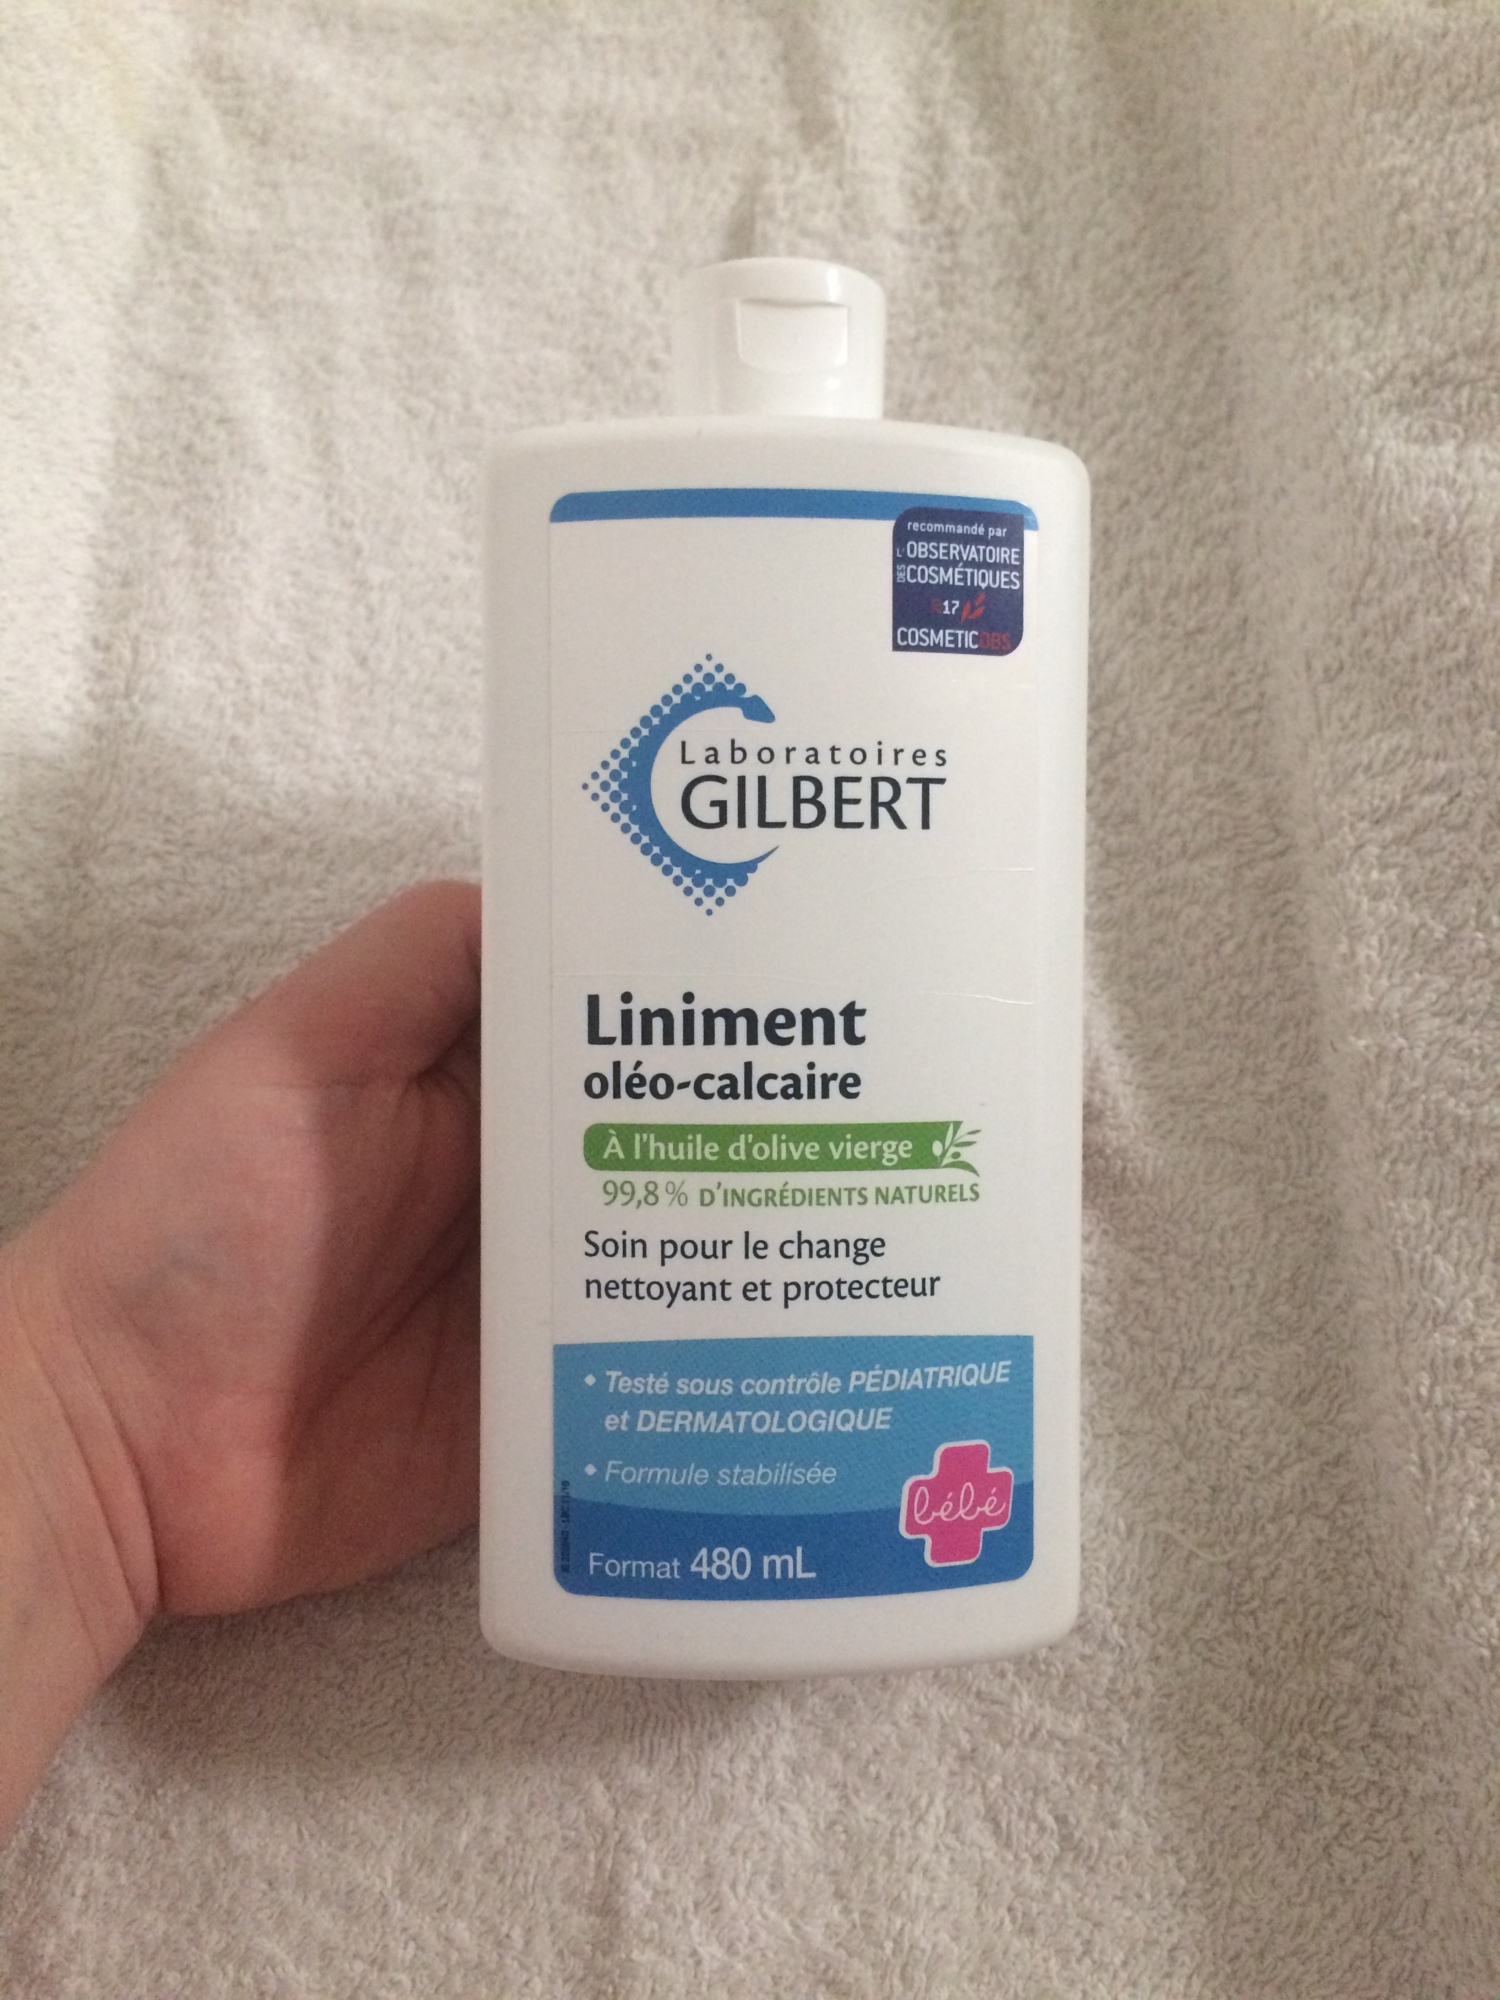 recommandé par
L'OBSERVATOIRE
DES COSMÉTIQUES
R17
COSMETICOBS
Laboratoires
GILBERT
Liniment
oléo-calcaire
À l'huile d'olive vierge
99,8 % D'INGRÉDIENTS NATURELS
Soin pour le change
nettoyant et protecteur
• Testé sous contrôle PÉDIATRIQUE
et DERMATOLOGIQUE
• Formule stabilisée
bébé
Format 480 mL